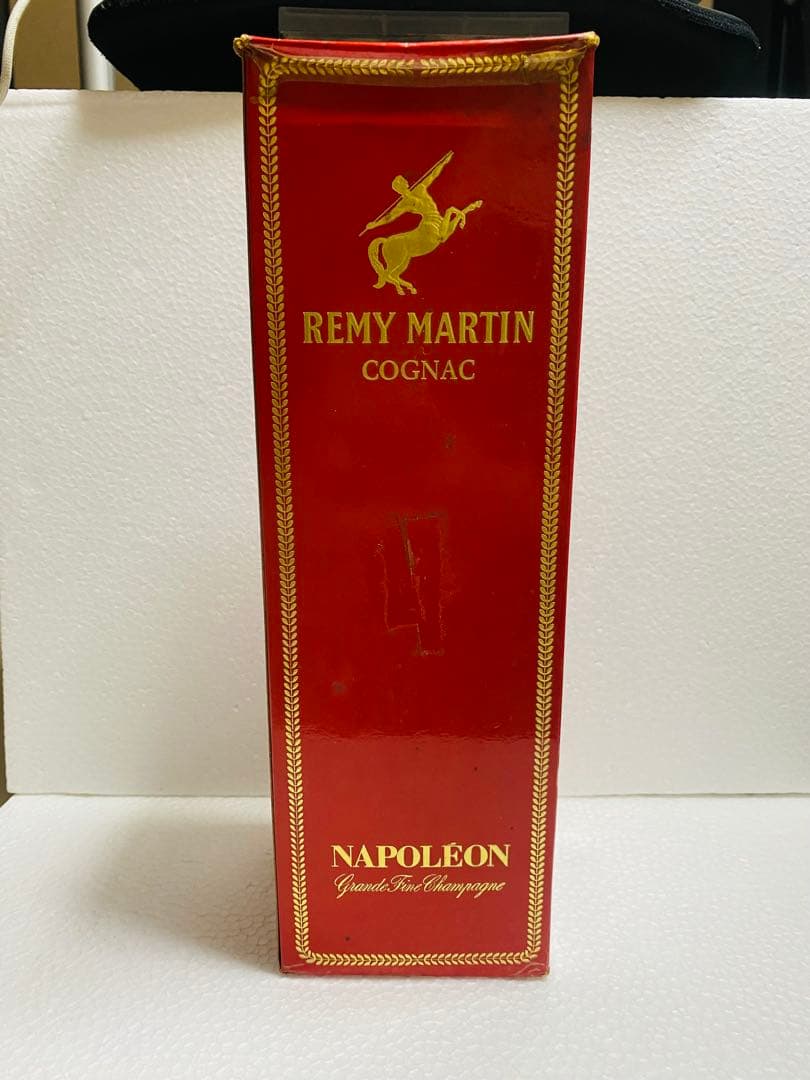 REMY MARTIN
COGNAC
NAPOLÉON
Grande Fine Champagne